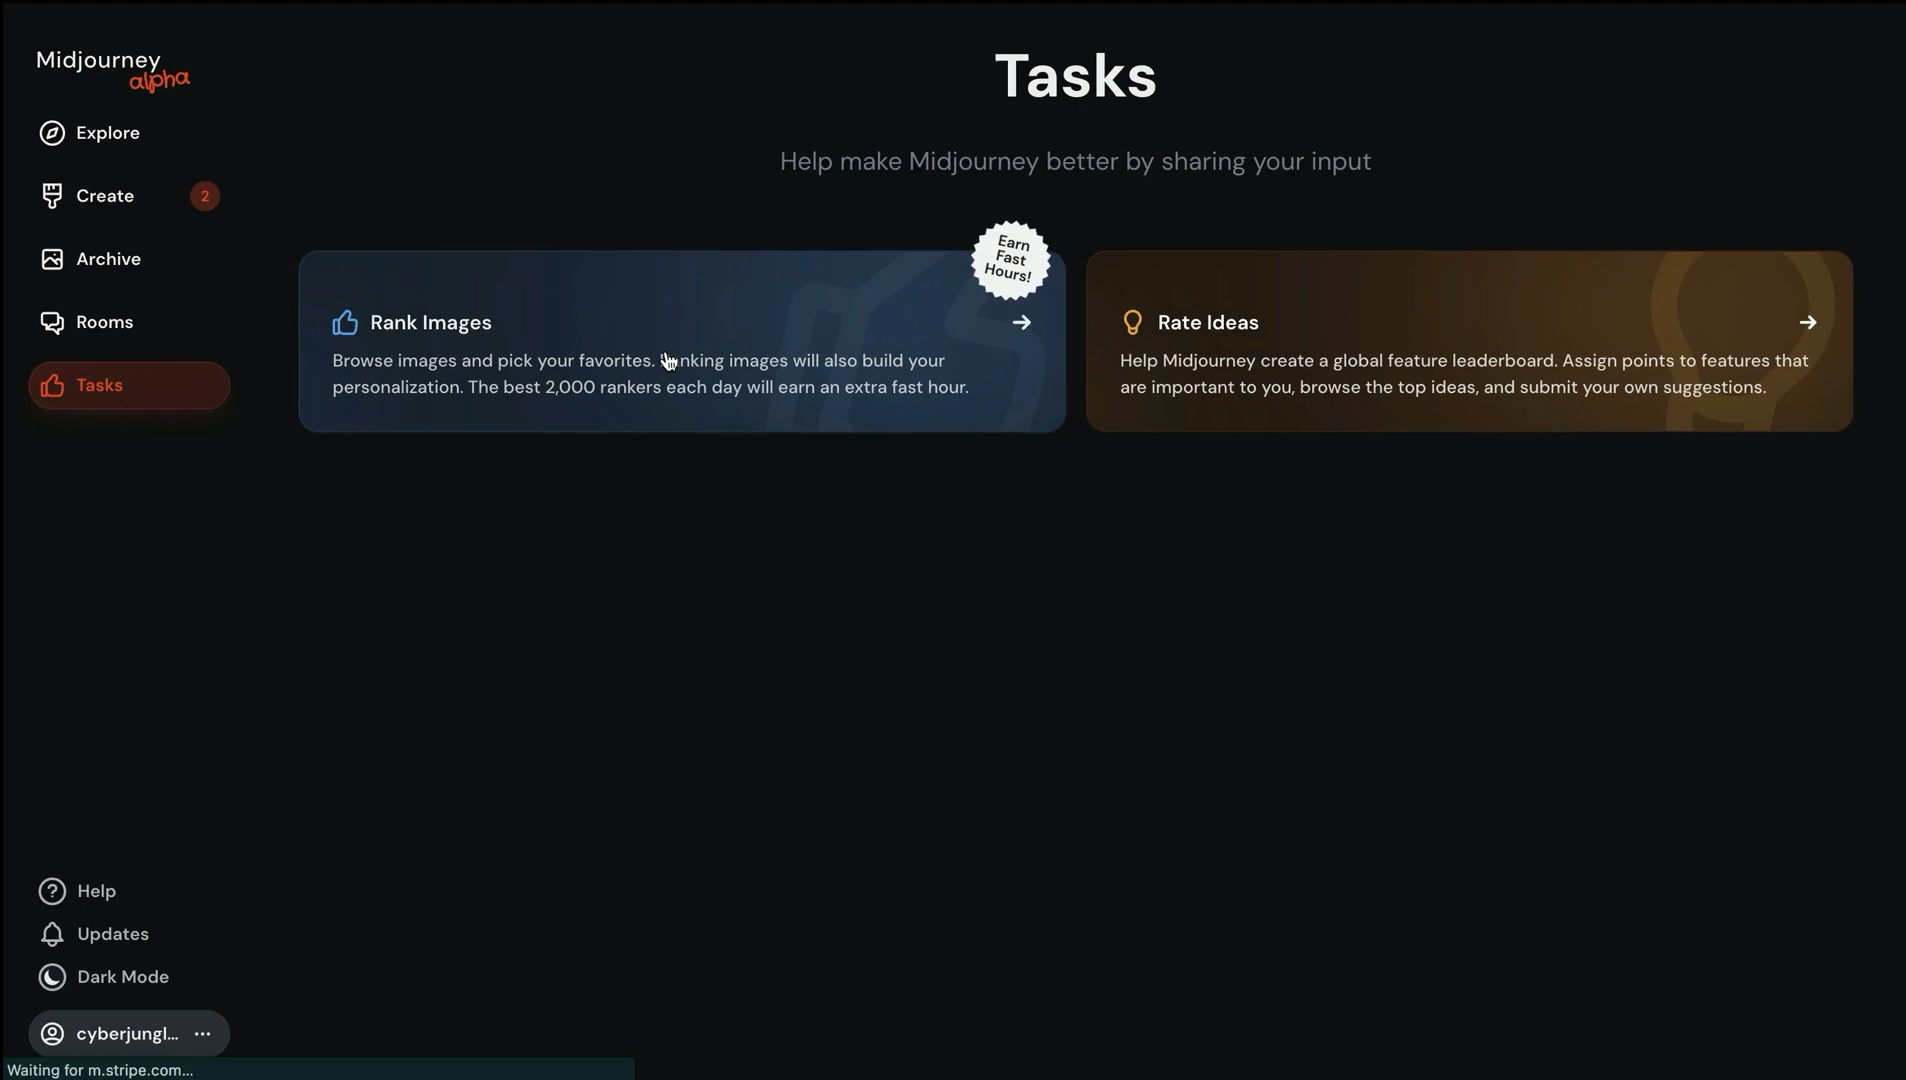 Midjourney
alpha
Explore
Create
2
Archive
Rooms
Tasks
Tasks
Help make Midjourney better by sharing your input
Earn
Fast
Hours!
Rank Images
Browse images and pick your favorites. nking images will also build your
personalization. The best 2,000 rankers each day will earn an extra fast hour.
Rate Ideas
Help Midjourney create a global feature leaderboard. Assign points to features that
are important to you, browse the top ideas, and submit your own suggestions.
Help
Updates
Dark Mode
cyberjungl...
Waiting for m.stripe.com...